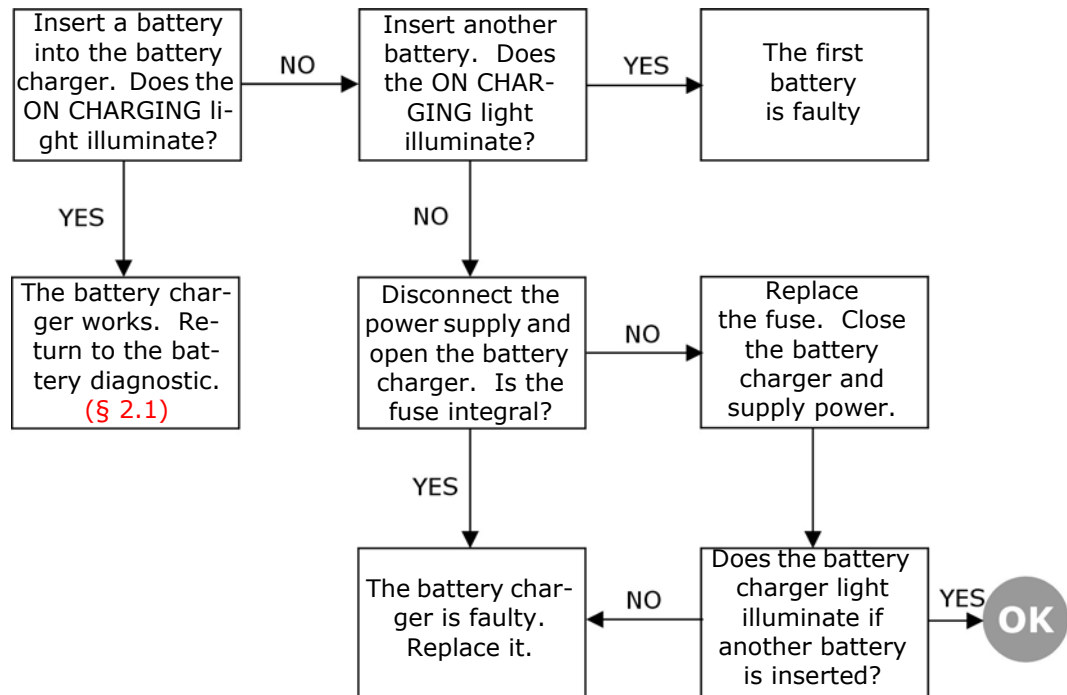 Insert a battery
into the battery
charger. Does the
ON CHARGING li-
ght illuminate?
NO
Insert another
battery. Does
the ON CHAR-
GING light
illuminate?
YES
The first
battery
is faulty
YES
NO
The battery char-
ger works. Re-
turn to the bat-
tery diagnostic.
(§ 2.1)
Disconnect the
power supply and
open the battery
charger. Is the
fuse integral?
NO
Replace
the fuse. Close
the battery
charger and
supply power.
YES
The battery char-
ger is faulty.
Replace it.
NO
Does the battery
charger light
illuminate if
another battery
is inserted?
YES
OK